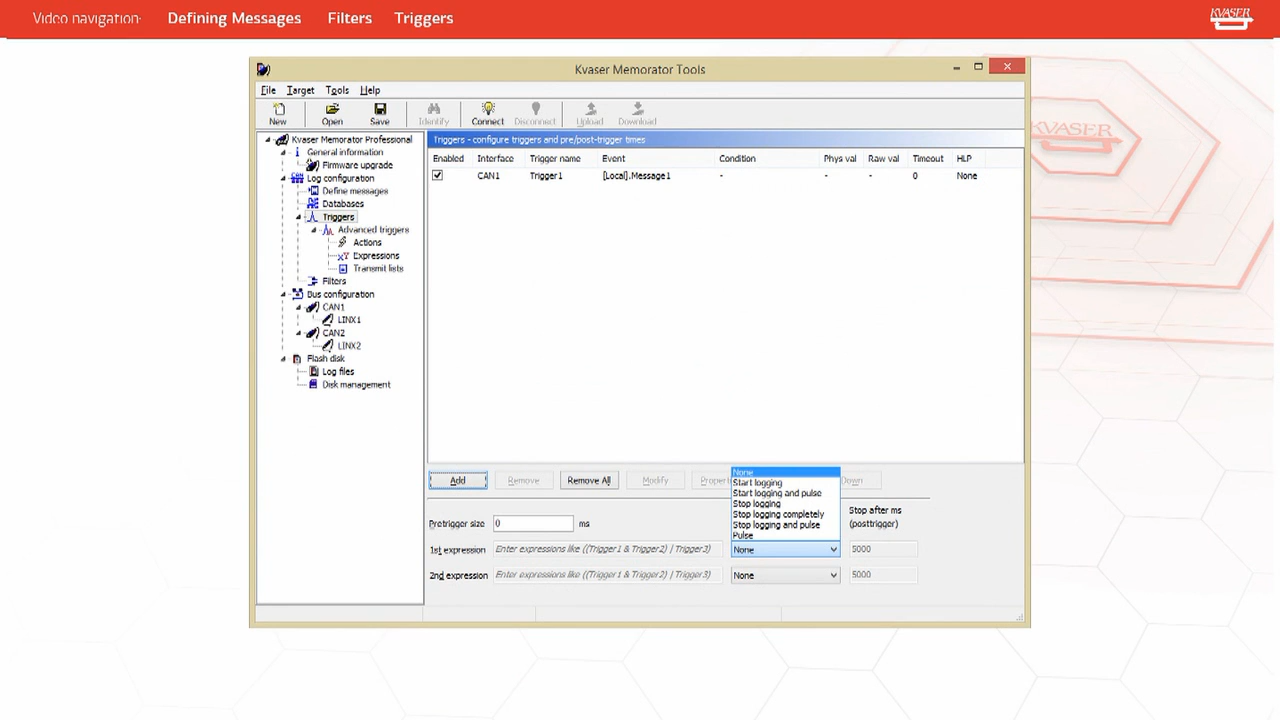 Video navigation: Defining Messages Filters Triggers
KVASER
KVASER
Kvaser Memorator Tools
File Target Tools Help
New Open Save Identify Connect Disconnect Upload Download
Kvaser Memorator Professional
General information
Firmware upgrade
Log configuration
Define messages
Databases
Triggers
Advanced triggers
Actions
Expressions
Transmit lists
Filters
Bus configuration
CAN1
LINX1
CAN2
LINX2
Flash disk
Log files
Disk management
Triggers - configure triggers and pre/post-trigger times
Enabled Interface Trigger name Event Condition Phys val Raw val Timeout HLP
CAN1 Trigger1 [Local].Message1 - - - 0 None
Add Remove Remove All Modify Propert Down
None
Start logging
Start logging and pulse
Stop logging
Stop logging completely
Stop logging and pulse
Pulse
Stop after ms
(posttrigger)
Pretrigger size 0 ms
1st expression Enter expressions like ((Trigger1 & Trigger2) | Trigger3) None 5000
2nd expression Enter expressions like ((Trigger1 & Trigger2) | Trigger3) None 5000